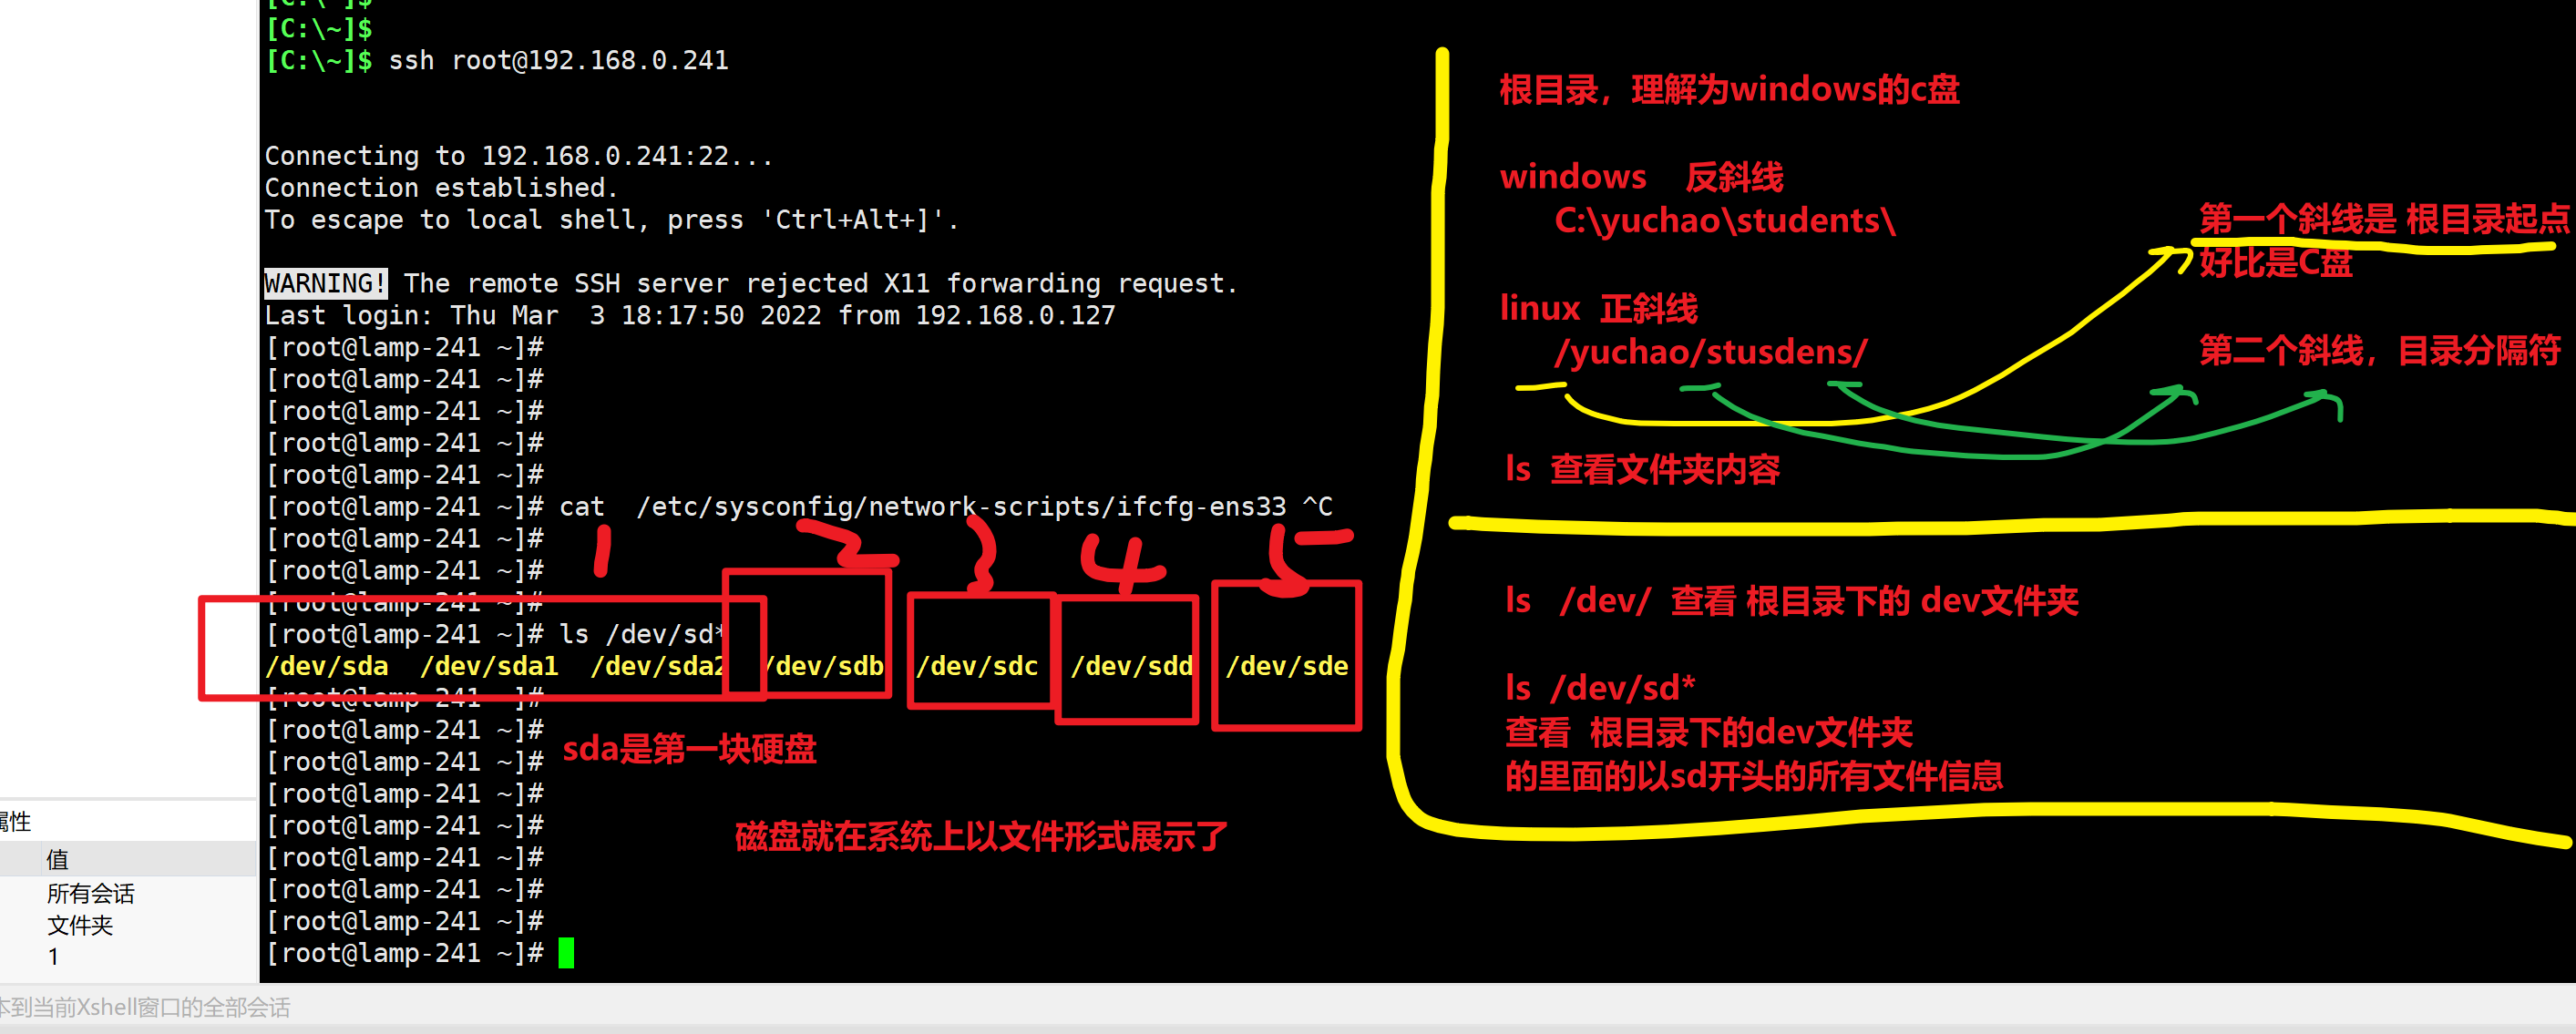 [C:\~]$
[C:\~]$
[C:\~]$ ssh root@192.168.0.241
Connecting to 192.168.0.241:22...
Connection established.
To escape to local shell, press 'Ctrl+Alt+]'.
WARNING! The remote SSH server rejected X11 forwarding request.
Last login: Thu Mar  3 18:17:50 2022 from 192.168.0.127
[root@lamp-241 ~]#
[root@lamp-241 ~]#
[root@lamp-241 ~]#
[root@lamp-241 ~]#
[root@lamp-241 ~]#
[root@lamp-241 ~]# cat  /etc/sysconfig/network-scripts/ifcfg-ens33 ^C
[root@lamp-241 ~]#
[root@lamp-241 ~]#
[root@lamp-241 ~]#
[root@lamp-241 ~]# ls /dev/sd*
/dev/sda  /dev/sda1  /dev/sda2  /dev/sdb  /dev/sdc  /dev/sdd  /dev/sde
[root@lamp-241 ~]#
[root@lamp-241 ~]#
[root@lamp-241 ~]#
[root@lamp-241 ~]#
[root@lamp-241 ~]#
[root@lamp-241 ~]#
[root@lamp-241 ~]#
[root@lamp-241 ~]#
[root@lamp-241 ~]#
1 2 3 4 5
sda是第一块硬盘
磁盘就在系统上以文件形式展示了
根目录，理解为windows的c盘
windows 反斜线
C:\yuchao\students\
linux 正斜线
/yuchao/stusdens/
第一个斜线是 根目录起点
好比是C盘
第二个斜线，目录分隔符
ls 查看文件夹内容
ls /dev/ 查看 根目录下的 dev文件夹
ls /dev/sd*
查看 根目录下的dev文件夹
的里面的以sd开头的所有文件信息
属性
值
所有会话
文件夹
1
到当前Xshell窗口的全部会话